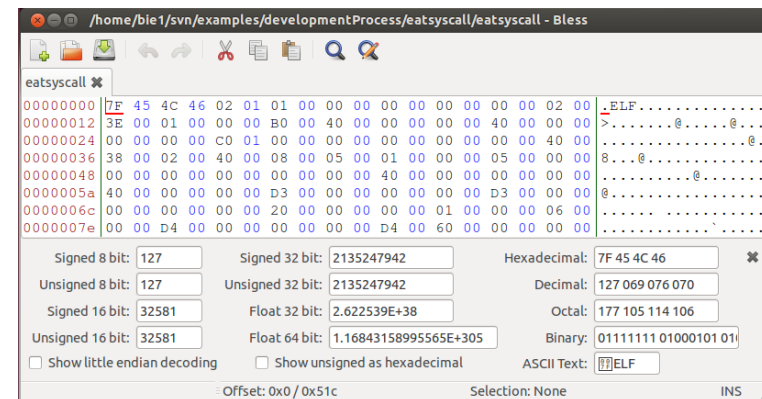 /home/bie1/svn/examples/developmentProcess/eatsyscall/eatsyscall - Bless
eatsyscall
00000000 7F 45 4C 46 02 01 01 00 00 00 00 00 00 00 00 00 02 00 .ELF..............
00000012 3E 00 01 00 00 00 B0 00 40 00 00 00 00 00 40 00 00 00 >.......@.....@...
00000024 00 00 00 00 C0 01 00 00 00 00 00 00 00 00 00 00 40 00 ................@.
00000036 38 00 02 00 40 00 08 00 05 00 01 00 00 00 05 00 00 00 8...@.............
00000048 00 00 00 00 00 00 00 00 00 00 40 00 00 00 00 00 00 00 ..........@.......
0000005a 40 00 00 00 00 00 D3 00 00 00 00 00 00 00 D3 00 00 00 @.................
0000006c 00 00 00 00 00 00 20 00 00 00 00 00 01 00 00 00 06 00 ...... ...........
0000007e 00 00 D4 00 00 00 00 00 00 00 D4 00 60 00 00 00 00 00 ............`.....
Signed 8 bit: 127 Signed 32 bit: 2135247942 Hexadecimal: 7F 45 4C 46
Unsigned 8 bit: 127 Unsigned 32 bit: 2135247942 Decimal: 127 069 076 070
Signed 16 bit: 32581 Float 32 bit: 2.622539E+38 Octal: 177 105 114 106
Unsigned 16 bit: 32581 Float 64 bit: 1.16843158995565E+305 Binary: 01111111 01000101 01
Show little endian decoding Show unsigned as hexadecimal ASCII Text: ELF
Offset: 0x0 / 0x51c Selection: None INS